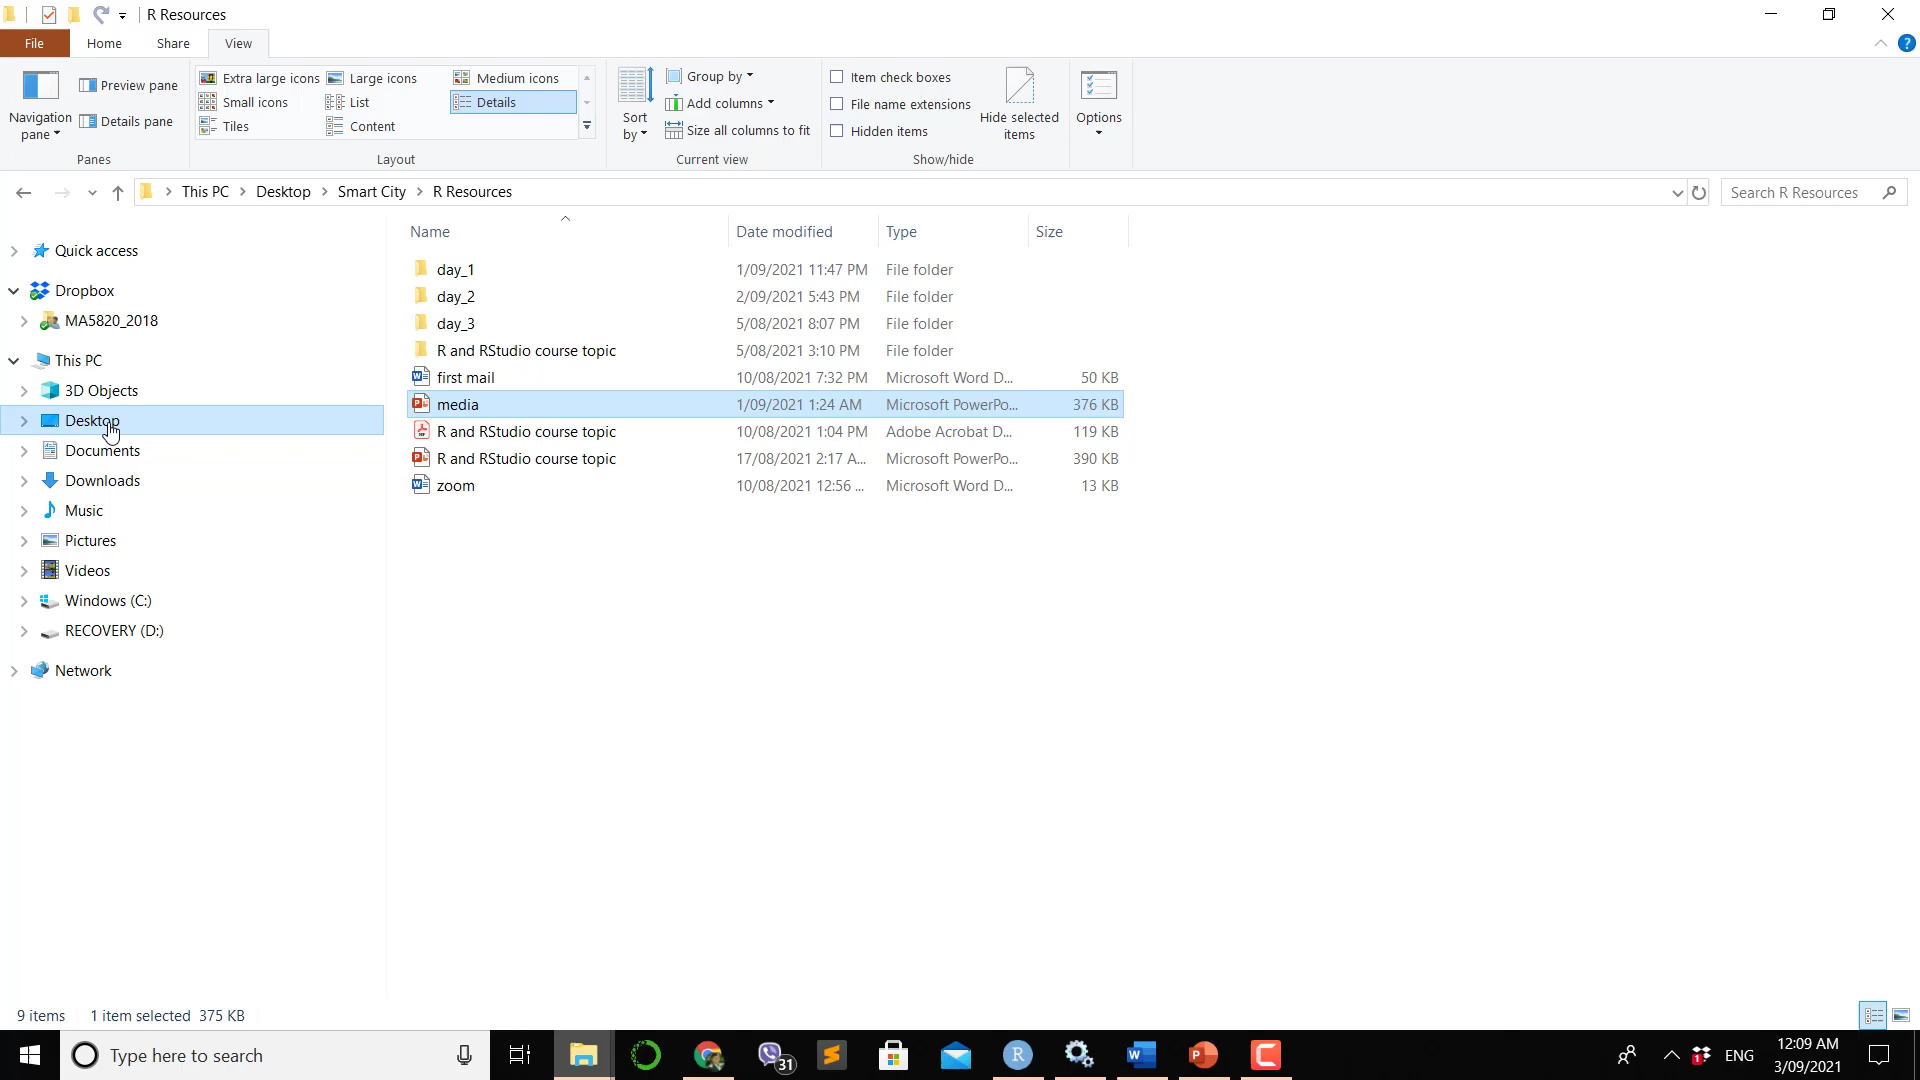 R Resources
File Home Share View
Navigation pane
Preview pane
Details pane
Panes
Extra large icons Large icons Medium icons
Small icons List Details
Tiles Content
Layout
Sort by
Group by
Add columns
Size all columns to fit
Current view
Item check boxes
File name extensions
Hidden items
Hide selected items
Show/hide
Options
This PC Desktop Smart City R Resources
Search R Resources
Quick access
Dropbox
MA5820_2018
This PC
3D Objects
Desktop
Documents
Downloads
Music
Pictures
Videos
Windows (C:)
RECOVERY (D:)
Network
Name Date modified Type Size
day_1 1/09/2021 11:47 PM File folder
day_2 2/09/2021 5:43 PM File folder
day_3 5/08/2021 8:07 PM File folder
R and RStudio course topic 5/08/2021 3:10 PM File folder
first mail 10/08/2021 7:32 PM Microsoft Word D... 50 KB
media 1/09/2021 1:24 AM Microsoft PowerPo... 376 KB
R and RStudio course topic 10/08/2021 1:04 PM Adobe Acrobat D... 119 KB
R and RStudio course topic 17/08/2021 2:17 A... Microsoft PowerPo... 390 KB
zoom 10/08/2021 12:56 ... Microsoft Word D... 13 KB
9 items 1 item selected 375 KB
Type here to search
31
R
1
ENG
12:09 AM
3/09/2021